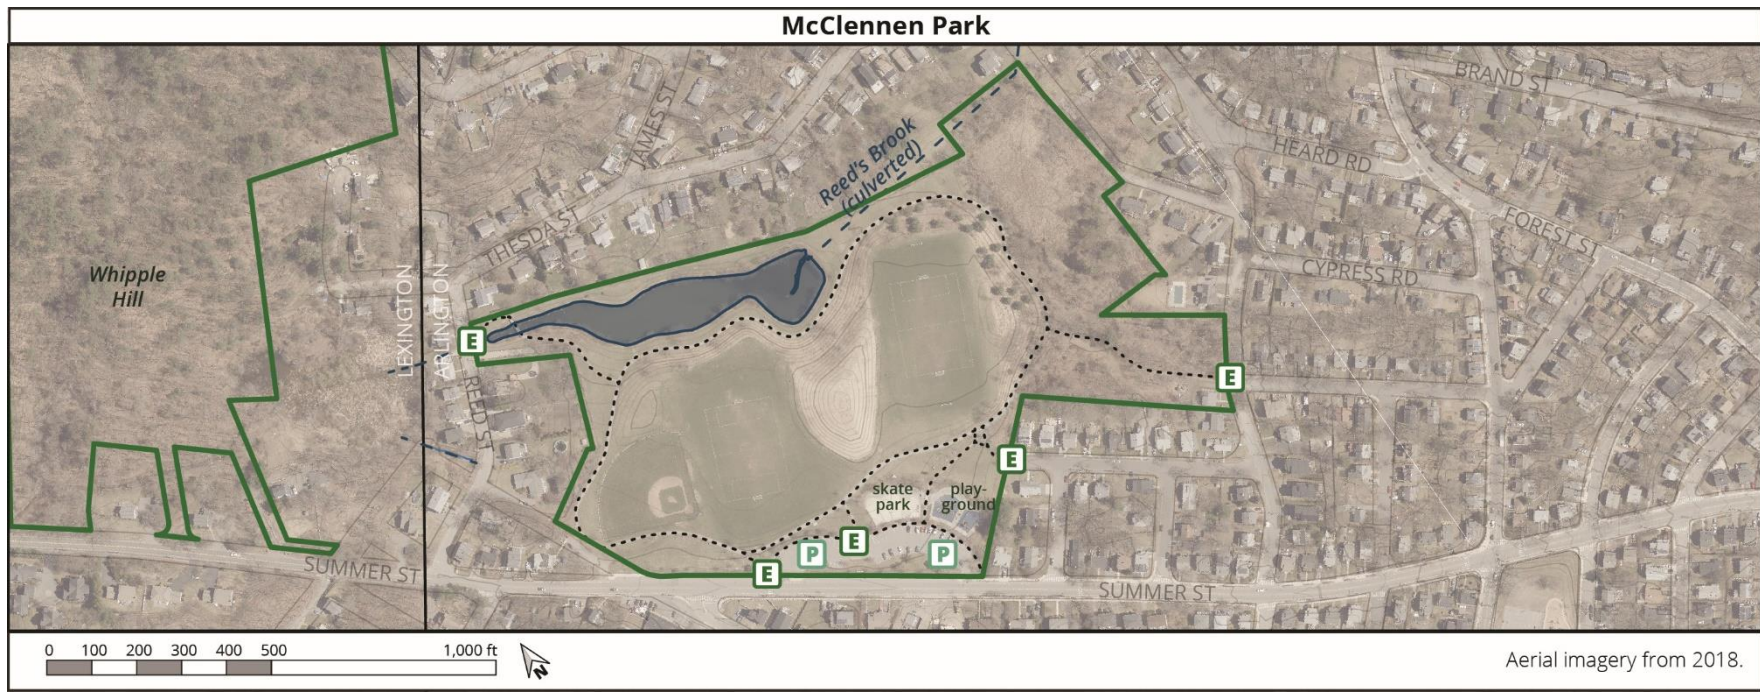 McClennen Park
BRAND ST
JAMES ST
HEARD RD
Reed's Brook
(culverted)
FOREST ST
THESDA ST
CYPRESS RD
Whipple
Hill
LEXINGTON
ARLINGTON
E
REED ST
E
E
skate
park
play-
ground
P
E
P
E
SUMMER ST
SUMMER ST
0 100 200 300 400 500 1,000 ft
N
Aerial imagery from 2018.